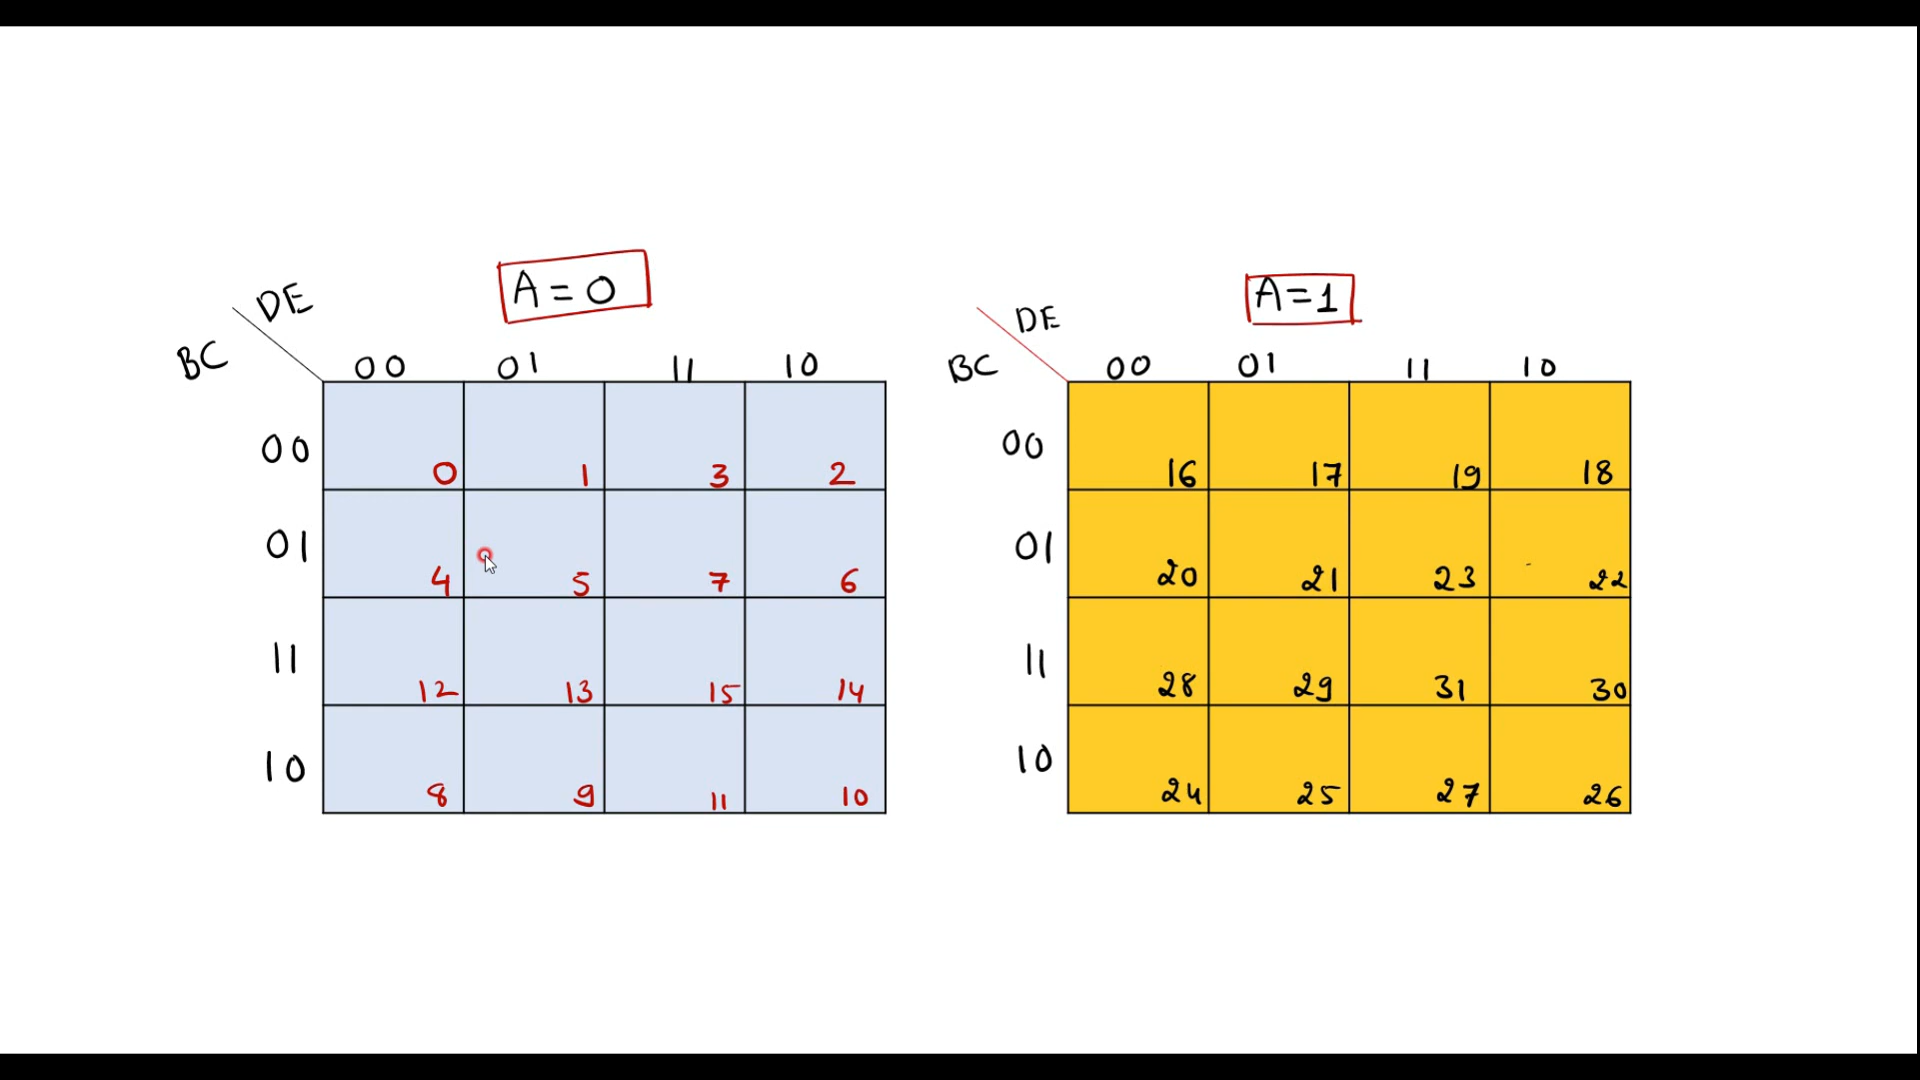 A=0
DE
BC
00 01 11 10
00 0 1 3 2
01 4 5 7 6
11 12 13 15 14
10 8 9 11 10
A=1
DE
BC
00 01 11 10
00 16 17 19 18
01 20 21 23 22
11 28 29 31 30
10 24 25 27 26